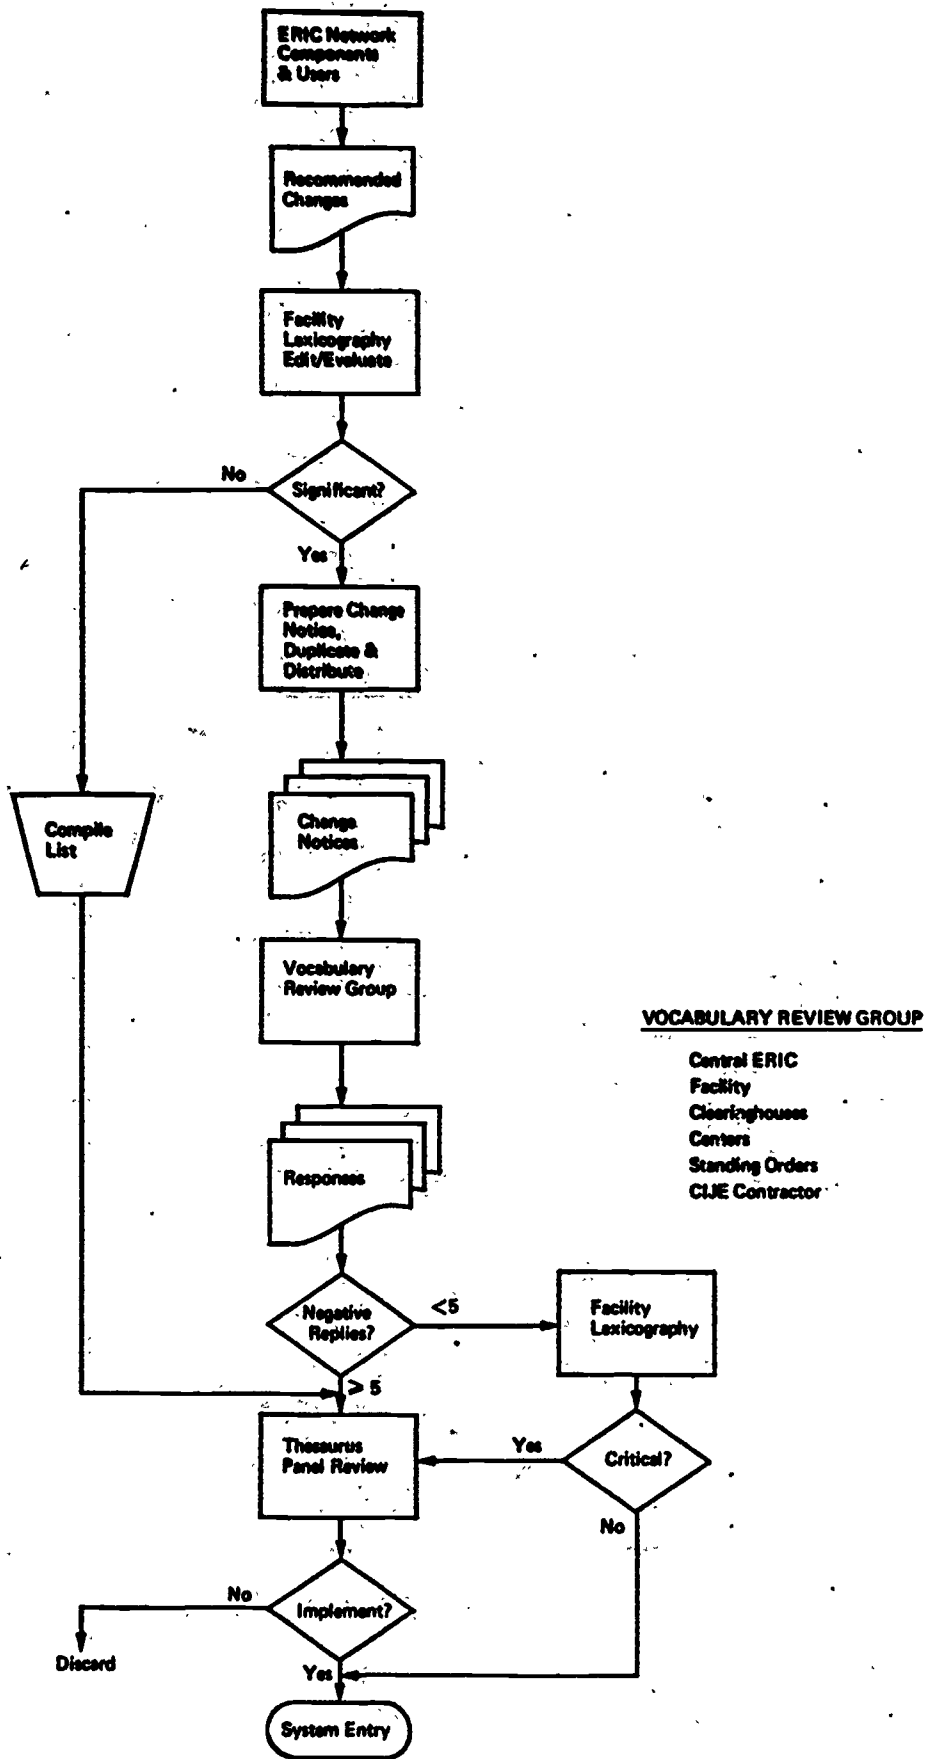 ERIC Network
Components
& Users
Recommended
Changes
Facility
Lexicography
Edit/Evaluate
No
Significant?
Yes
Prepare Change
Notice,
Duplicate &
Distribute
Compile
List
Change
Notices
Vocabulary
Review Group
VOCABULARY REVIEW GROUP
Central ERIC
Facility
Clearinghouses
Centers
Standing Orders
CIJE Contractor
Responses
Negative
Replies?
<5
Facility
Lexicography
≥ 5
Thesaurus
Panel Review
Yes
Critical?
No
No
Implement?
Discard
Yes
System Entry